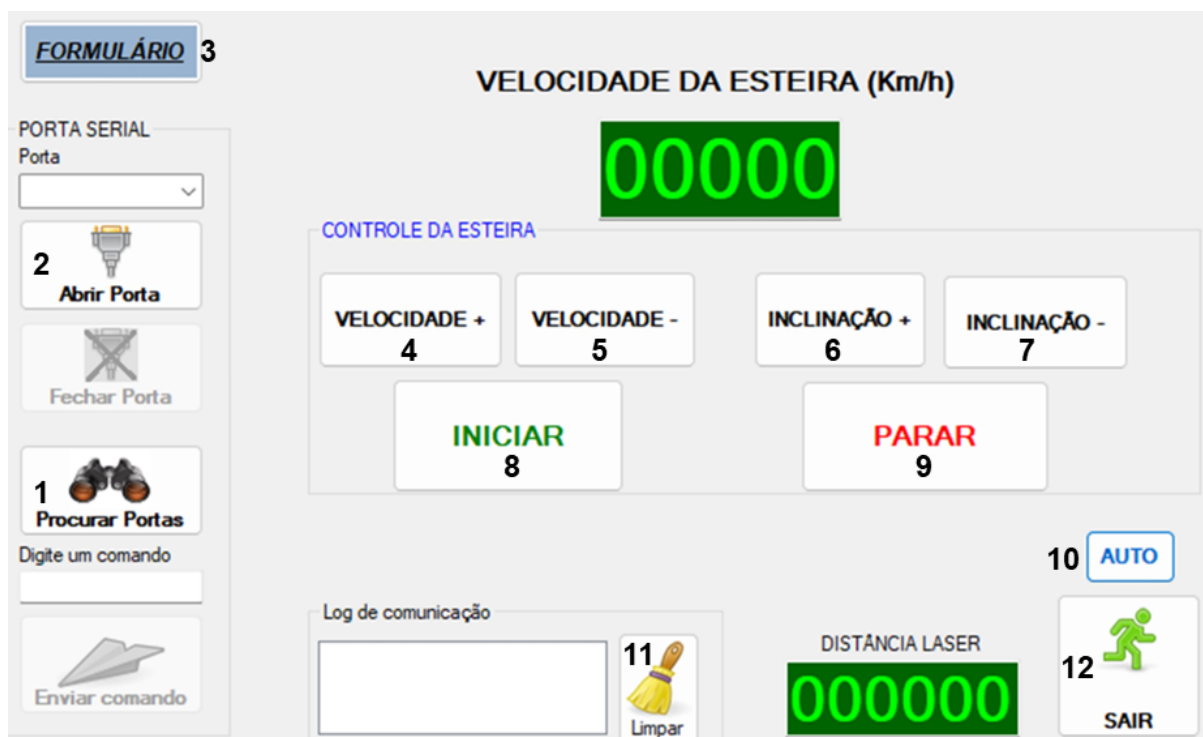 FORMULÁRIO 3
VELOCIDADE DA ESTEIRA (Km/h)
00000
PORTA SERIAL
Porta
2
Abrir Porta
Fechar Porta
1
Procurar Portas
Digite um comando
Enviar comando
CONTROLE DA ESTEIRA
VELOCIDADE +
4
VELOCIDADE -
5
INCLINAÇÃO +
6
INCLINAÇÃO -
7
INICIAR
8
PARAR
9
10 AUTO
Log de comunicação
11
Limpar
DISTÂNCIA LASER
000000
12
SAIR